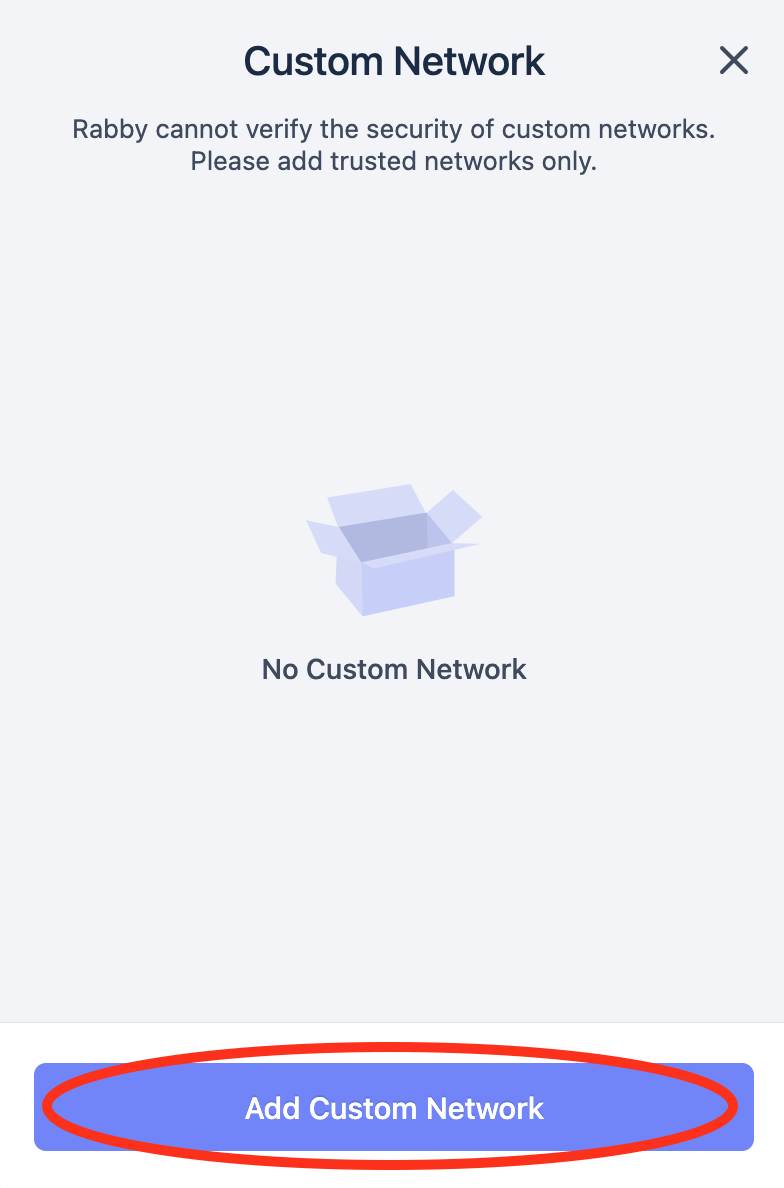 Custom Network
Rabby cannot verify the security of custom networks.
Please add trusted networks only.
No Custom Network
Add Custom Network